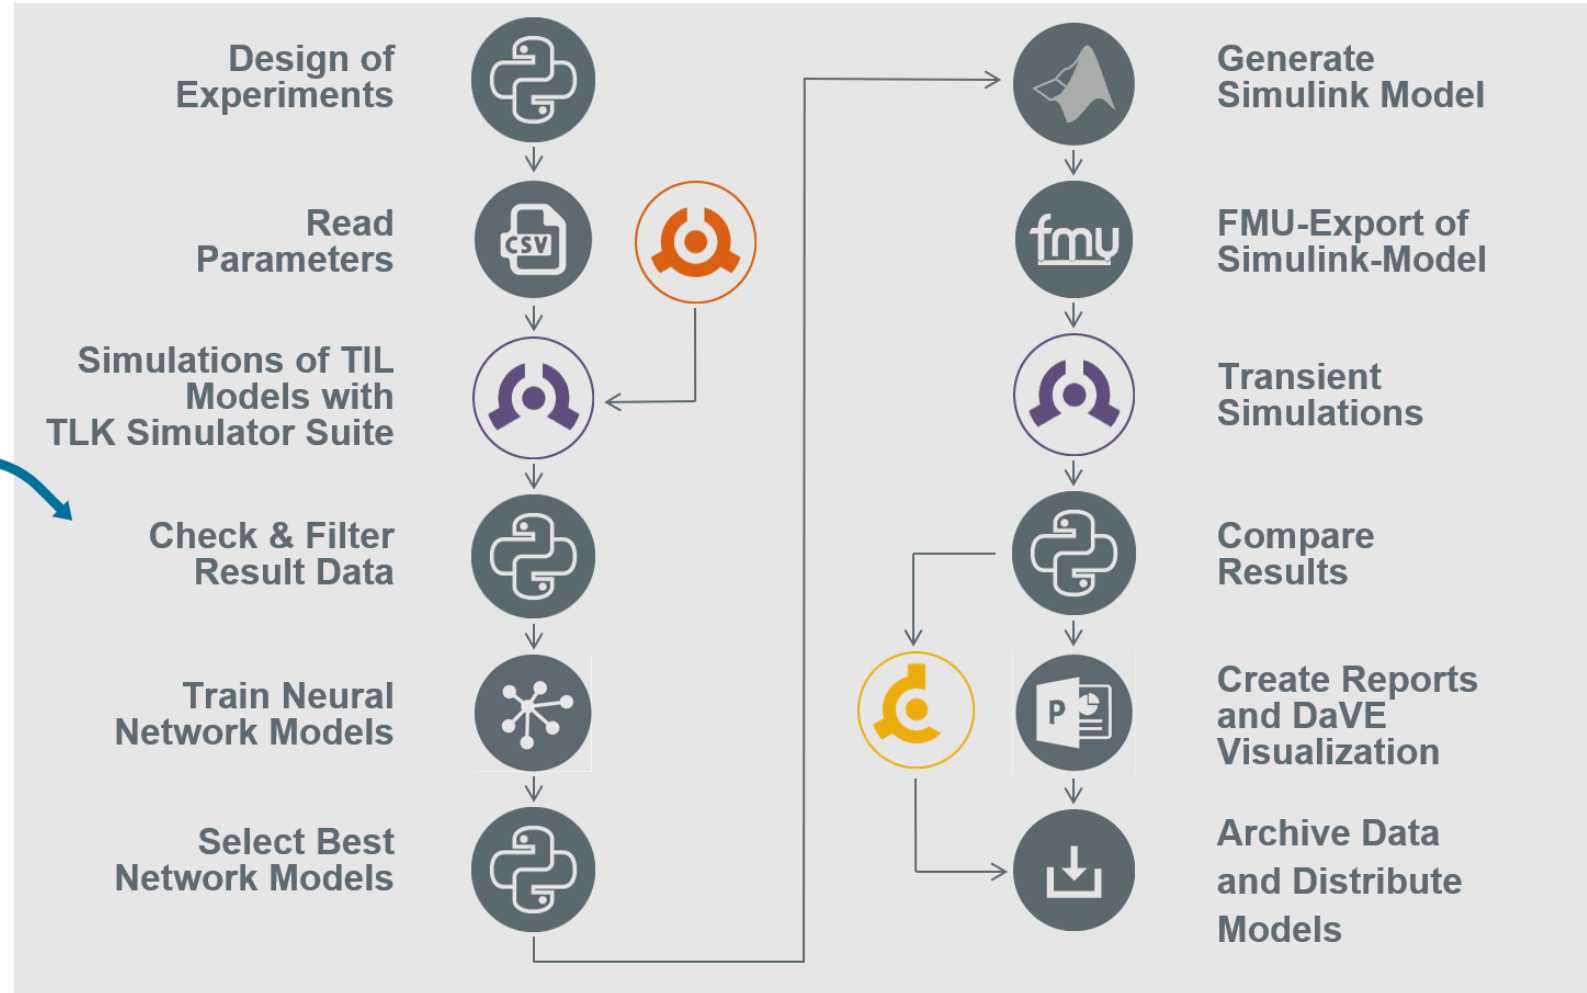 Design of
Experiments
Read
Parameters
CSV
Simulations of TIL
Models with
TLK Simulator Suite
Check & Filter
Result Data
Train Neural
Network Models
Select Best
Network Models
Generate
Simulink Model
fmu
FMU-Export of
Simulink-Model
Transient
Simulations
Compare
Results
P
Create Reports
and DaVE
Visualization
Archive Data
and Distribute
Models